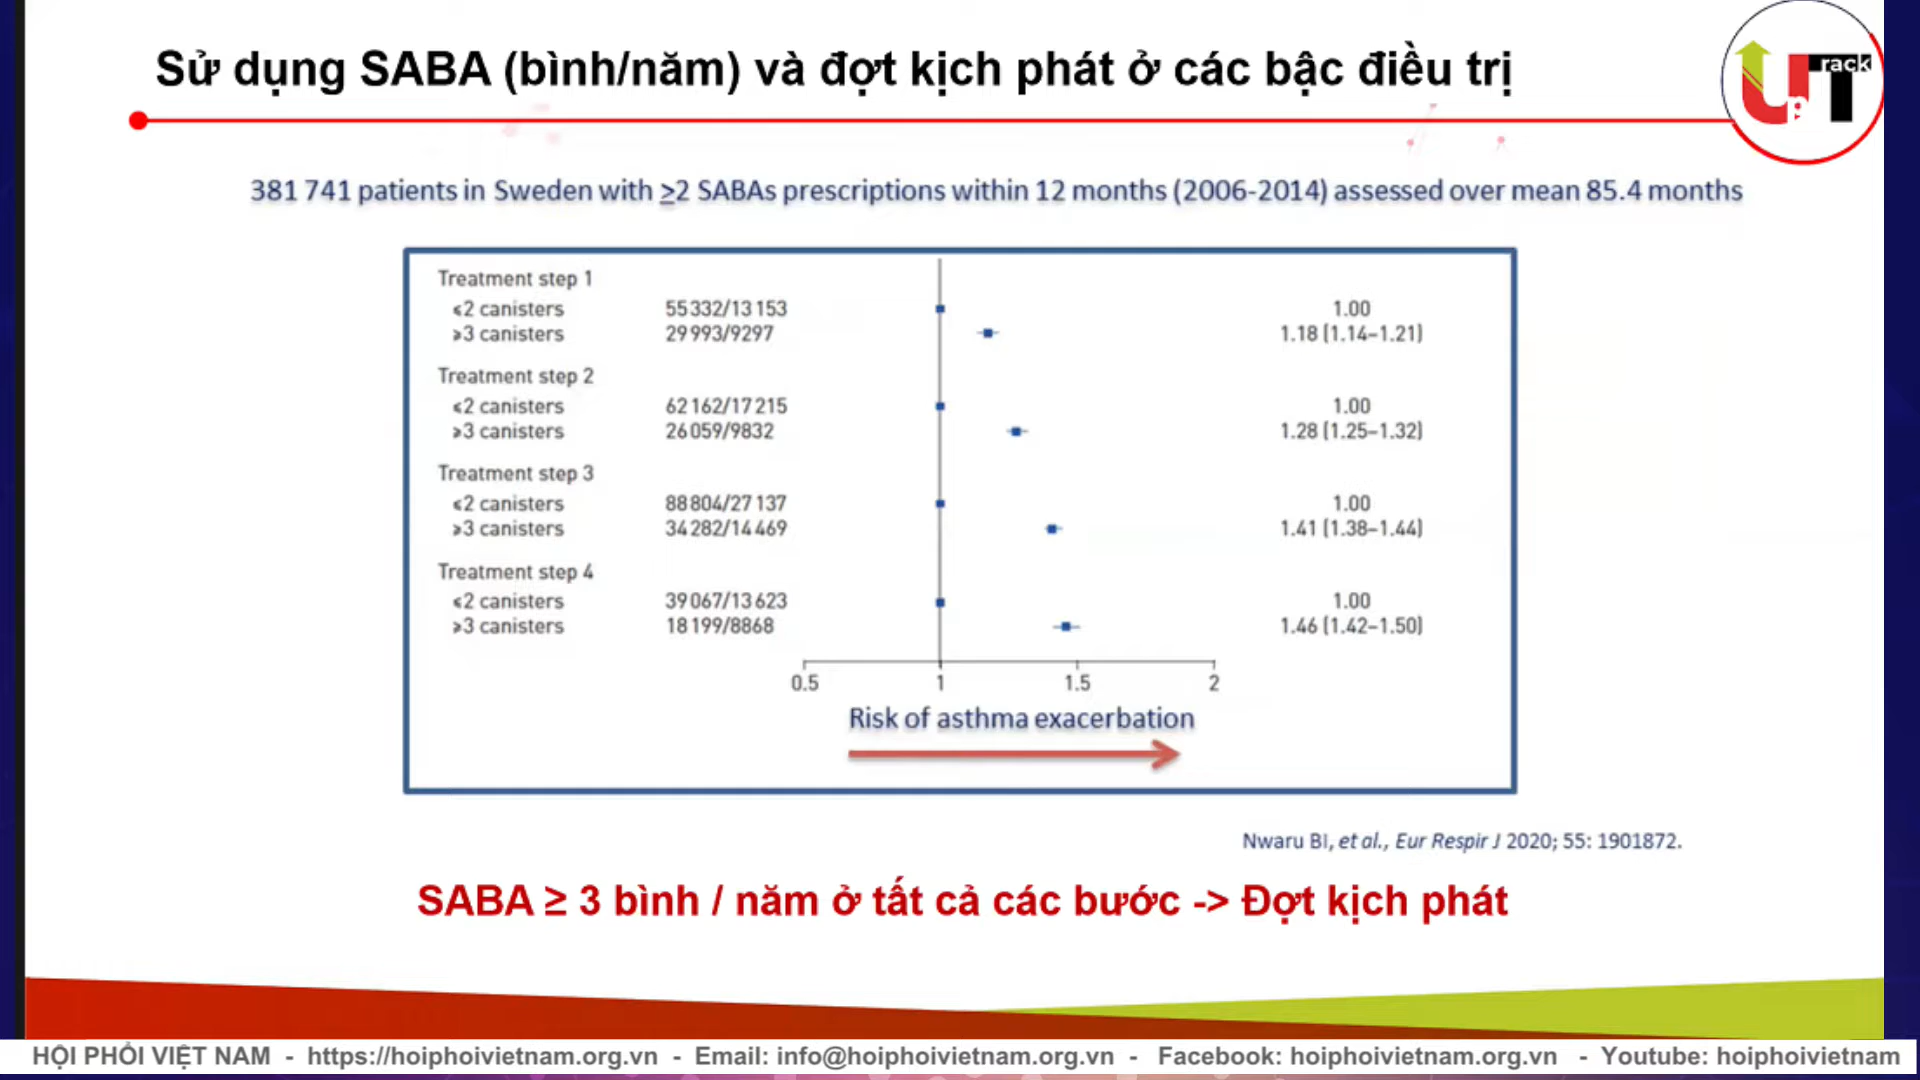 Sử dụng SABA (bình/năm) và đợt kịch phát ở các bậc điều trị
UpTrack
381 741 patients in Sweden with ≥2 SABAs prescriptions within 12 months (2006-2014) assessed over mean 85.4 months
Treatment step 1
≤2 canisters 55 332/13 153 1.00
≥3 canisters 29 993/9297 1.18 (1.14–1.21)
Treatment step 2
≤2 canisters 62 162/17 215 1.00
≥3 canisters 26 059/9832 1.28 (1.25–1.32)
Treatment step 3
≤2 canisters 88 804/27 137 1.00
≥3 canisters 34 282/14 469 1.41 (1.38–1.44)
Treatment step 4
≤2 canisters 39 067/13 623 1.00
≥3 canisters 18 199/8868 1.46 (1.42–1.50)
0.5 1 1.5 2
Risk of asthma exacerbation
Nwaru BI, et al., Eur Respir J 2020; 55: 1901872.
SABA ≥ 3 bình / năm ở tất cả các bước -> Đợt kịch phát
HỘI PHỔI VIỆT NAM - https://hoiphoivietnam.org.vn - Email: info@hoiphoivietnam.org.vn - Facebook: hoiphoivietnam.org.vn - Youtube: hoiphoivietnam